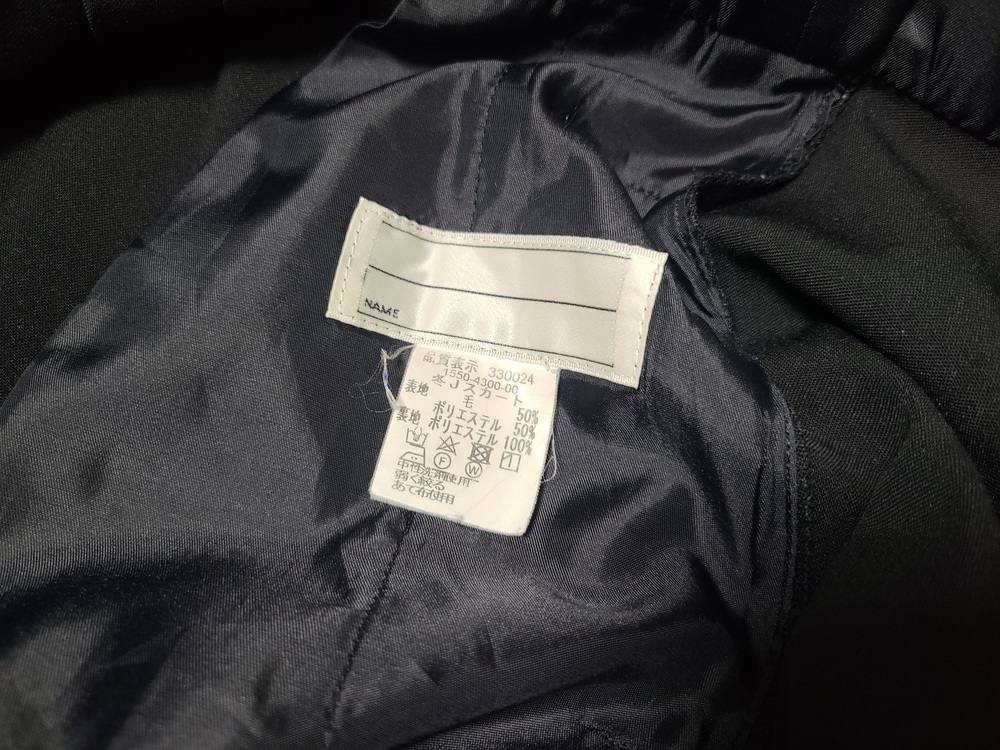 NAME
品質表示 330024
1550-4300-00
冬Jスカート
表地 毛 50%
ポリエステル 50%
裏地 ポリエステル 100%
F W
中性洗剤使用
弱く絞る
あて布使用